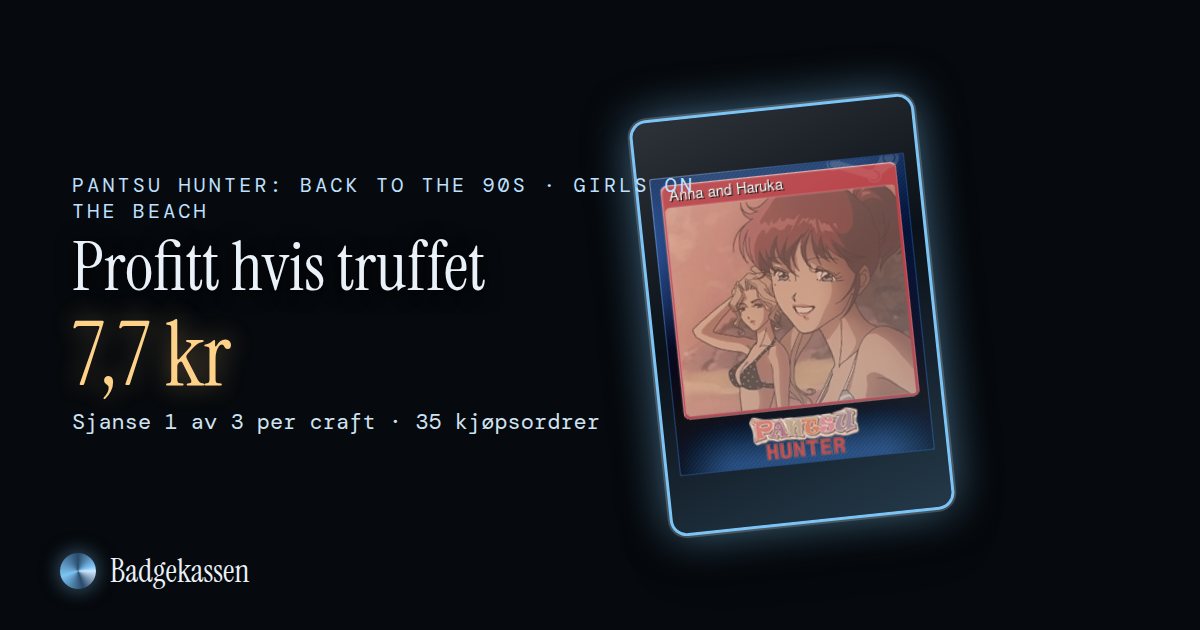 PANTSU HUNTER: BACK TO THE 90S · GIRLS ON
THE BEACH
Profitt hvis truffet
7,7 kr
Sjanse 1 av 3 per craft · 35 kjøpsordrer
Badgekassen
Anna and Haruka
PANTSU
HUNTER